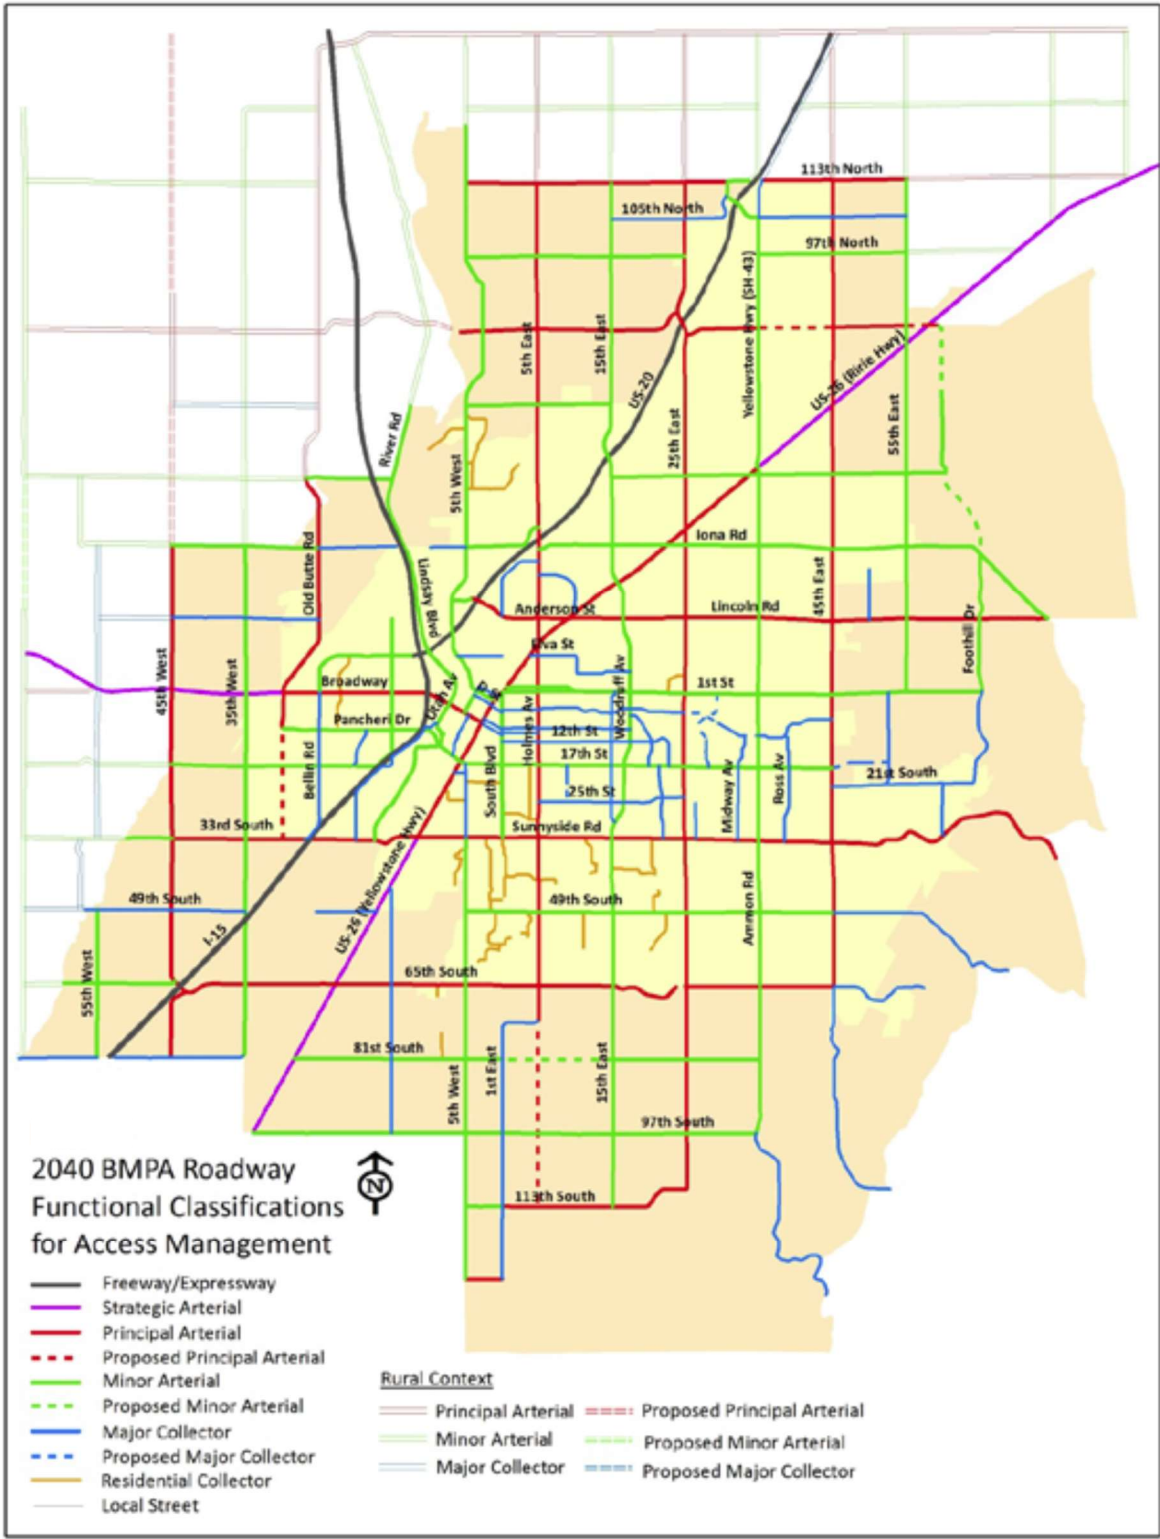 113th North
105th North
97th North
Yellowstone Hwy (SH-43)
5th East
15th East
US-20
US-26 (Ririe Hwy)
25th East
55th East
River Rd
5th West
Iona Rd
Old Butte Rd
Lindsay Blvd
45th East
Anderson St
Lincoln Rd
Foothill Dr
Elva St
45th West
35th West
Broadway
Utah Av
D St
Woodruff Av
1st St
Pancheri Dr
Holmes Av
12th St
17th St
Bellin Rd
South Blvd
25th St
Midway Av
Ross Av
21st South
33rd South
Sunnyside Rd
US-26 (Yellowstone Hwy)
49th South
49th South
Ammon Rd
I-15
55th West
65th South
81st South
5th West
1st East
15th East
97th South
113th South
2040 BMPA Roadway
Functional Classifications
for Access Management
N
Freeway/Expressway
Strategic Arterial
Principal Arterial
Proposed Principal Arterial
Minor Arterial
Proposed Minor Arterial
Major Collector
Proposed Major Collector
Residential Collector
Local Street
Rural Context
Principal Arterial
Proposed Principal Arterial
Minor Arterial
Proposed Minor Arterial
Major Collector
Proposed Major Collector